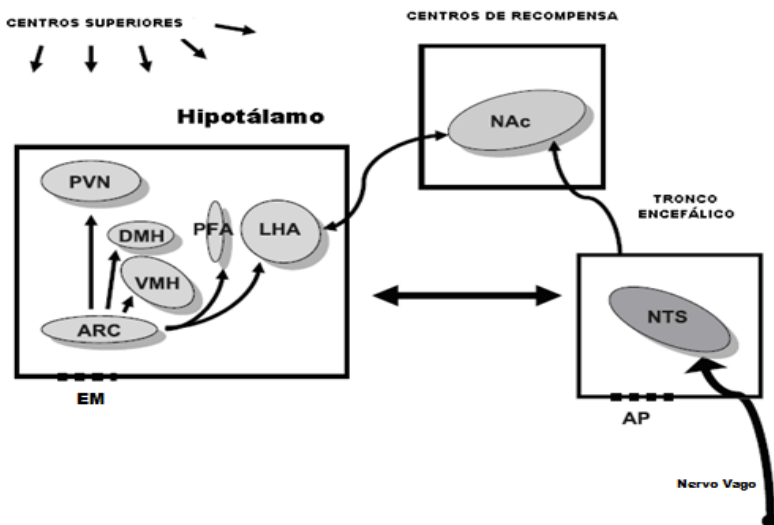 CENTROS SUPERIORES
CENTROS DE RECOMPENSA
Hipotálamo
NAc
PVN
DMH
PFA
LHA
VMH
ARC
EM
TRONCO
ENCEFÁLICO
NTS
AP
Nervo Vago